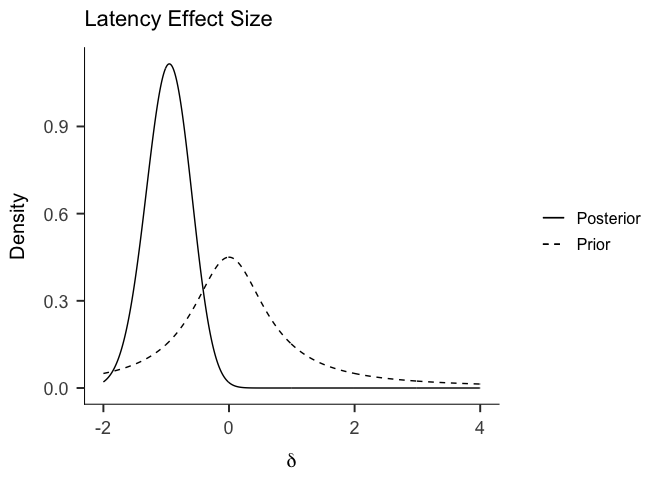 Latency Effect Size
Density
0.9
0.6
0.3
0.0
-2
0
2
4
δ
Posterior
Prior